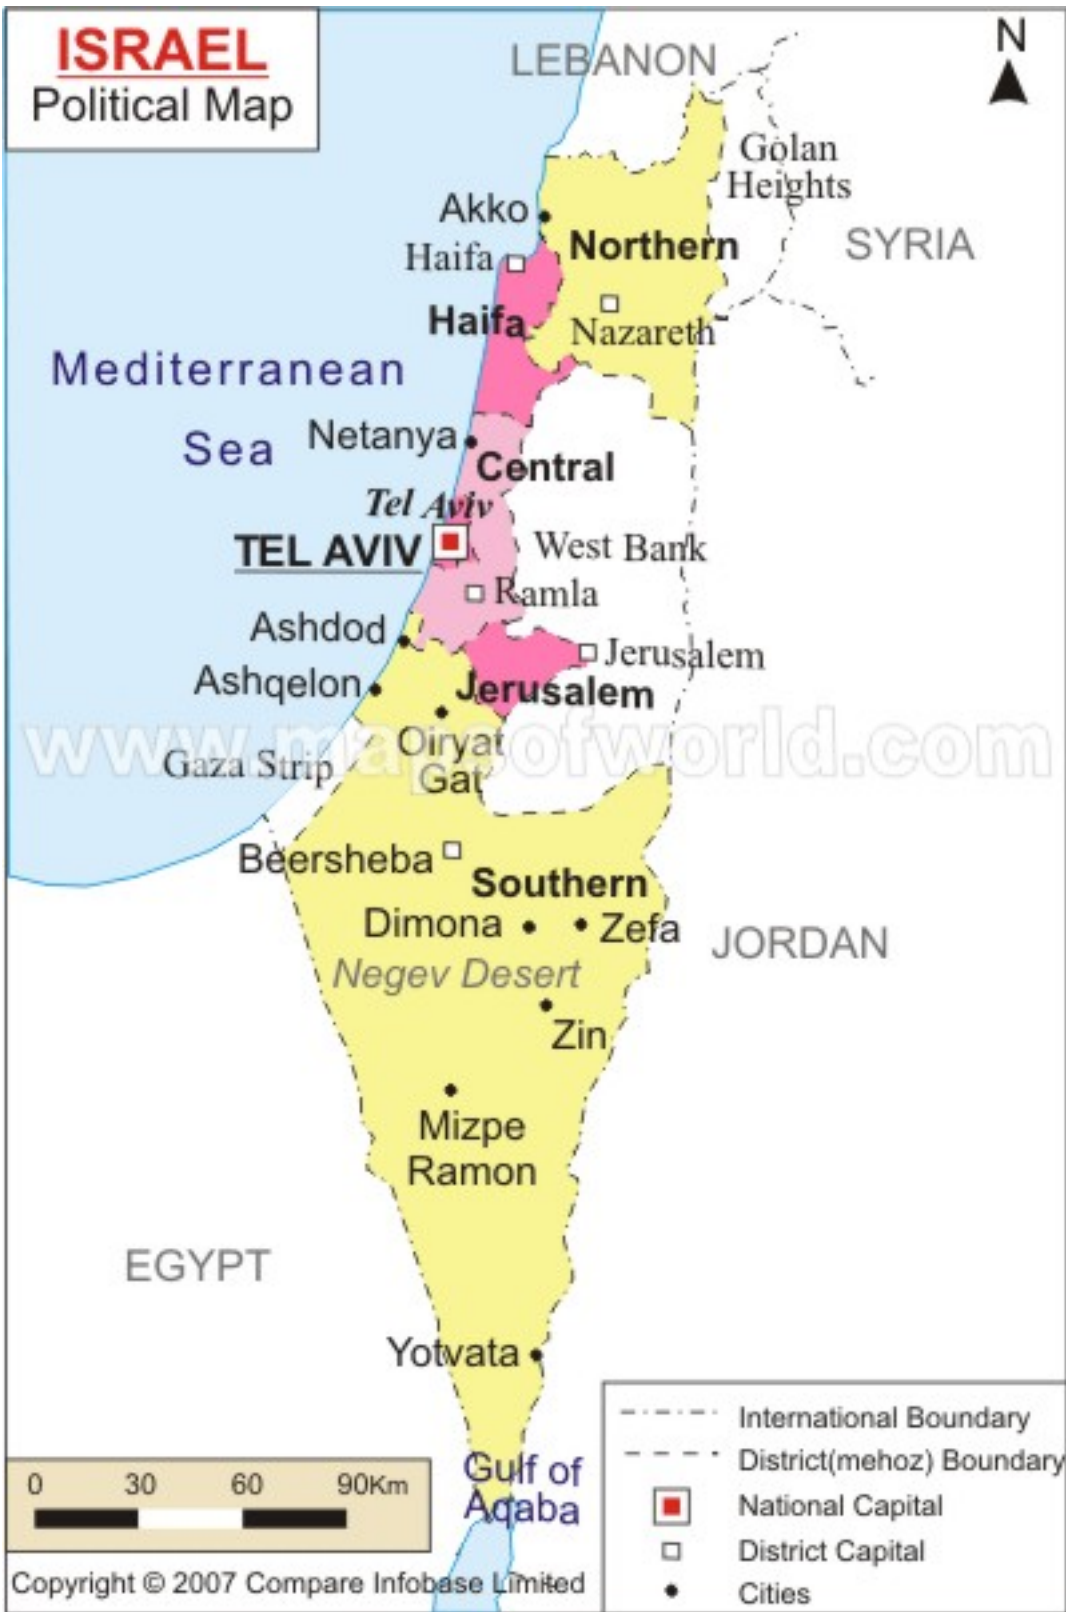 ISRAEL
Political Map
N
LEBANON
Golan
Heights
SYRIA
Akko
Haifa
Northern
Haifa
Nazareth
Mediterranean
Sea
Netanya
Central
Tel Aviv
TEL AVIV
West Bank
Ramla
Ashdod
Jerusalem
Ashqelon
Jerusalem
www.mapsofworld.com
Gaza Strip
Qiryat
Gat
Beersheba
Southern
Dimona
Zefa
JORDAN
Negev Desert
Zin
Mizpe
Ramon
EGYPT
Yotvata
Gulf of
Aqaba
0 30 60 90Km
Copyright © 2007 Compare Infobase Limited
International Boundary
District(mehoz) Boundary
National Capital
District Capital
Cities